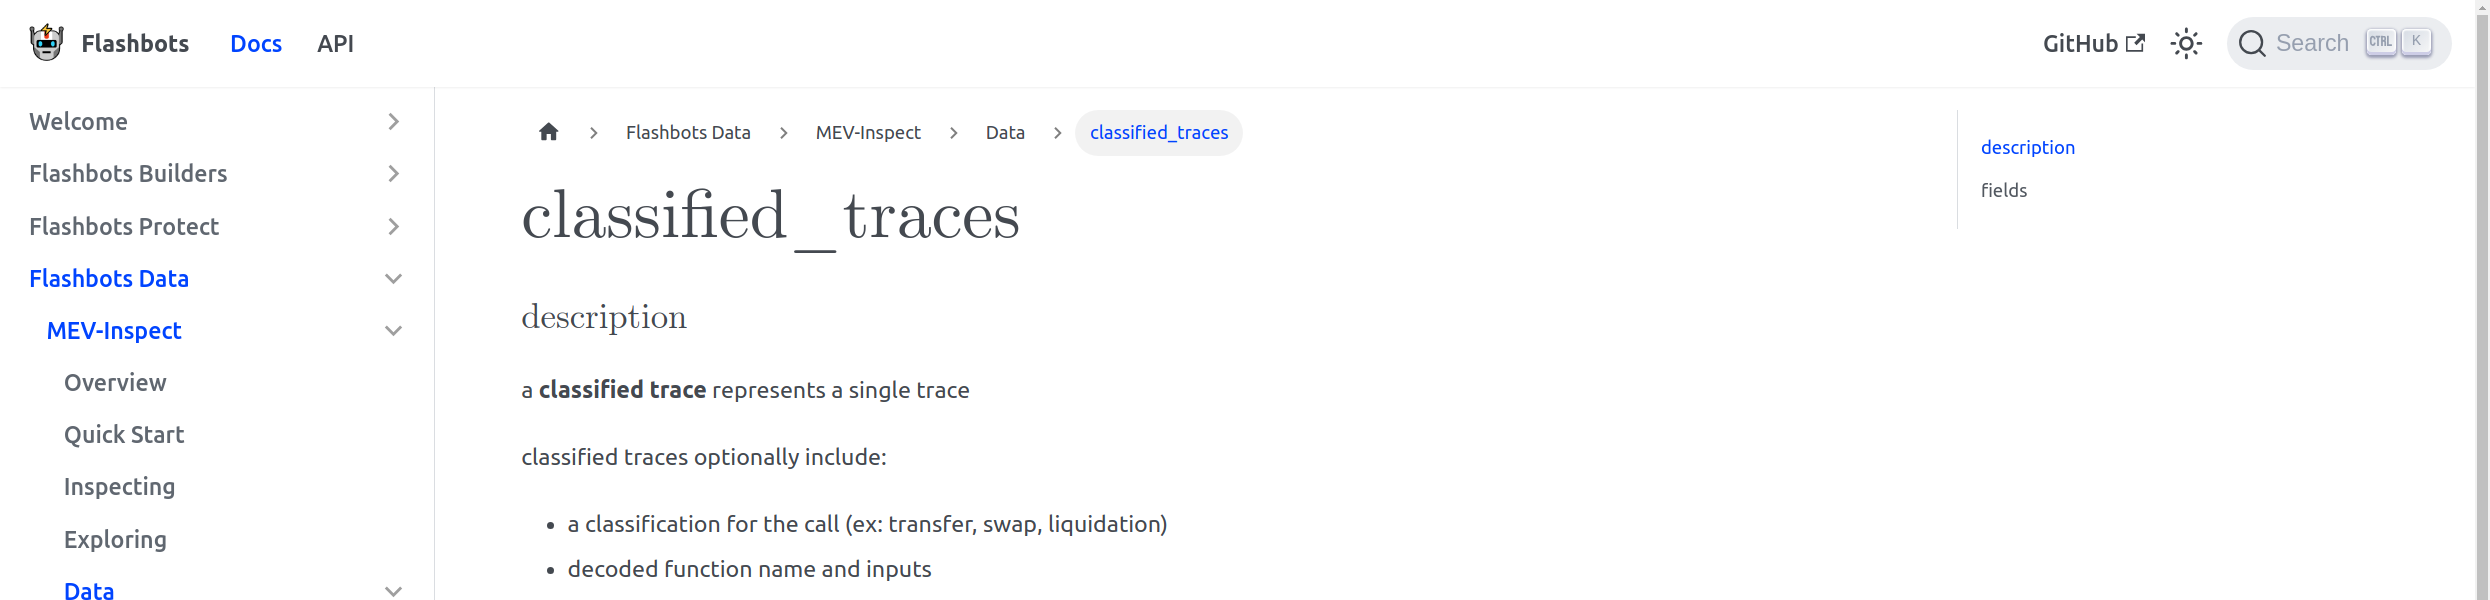 Flashbots Docs API GitHub Search CTRL K
Welcome
Flashbots Builders
Flashbots Protect
Flashbots Data
MEV-Inspect
Overview
Quick Start
Inspecting
Exploring
Data
Flashbots Data MEV-Inspect Data classified_traces
classified_traces
description
a classified trace represents a single trace
classified traces optionally include:
• a classification for the call (ex: transfer, swap, liquidation)
• decoded function name and inputs
description
fields